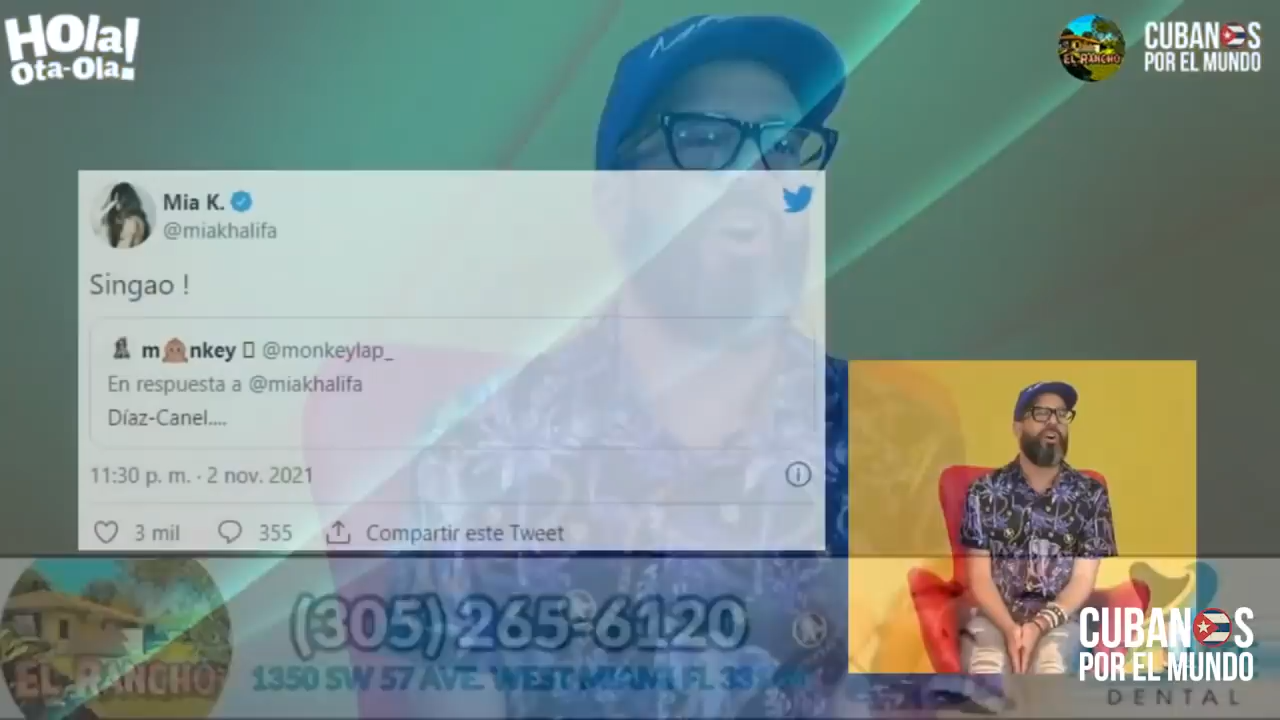 HOla!
Ota-Ola!
EL RANCHO
CUBANOS
POR EL MUNDO
Mia K.
@miakhalifa
Singao !
m🙈nkey @monkeylap_
En respuesta a @miakhalifa
Díaz-Canel....
11:30 p. m. · 2 nov. 2021
3 mil 355 Compartir este Tweet
(305) 265-6120
EL RANCHO
1350 SW 57 AVE. WEST MIAMI FL
CUBANOS
POR EL MUNDO
DENTAL